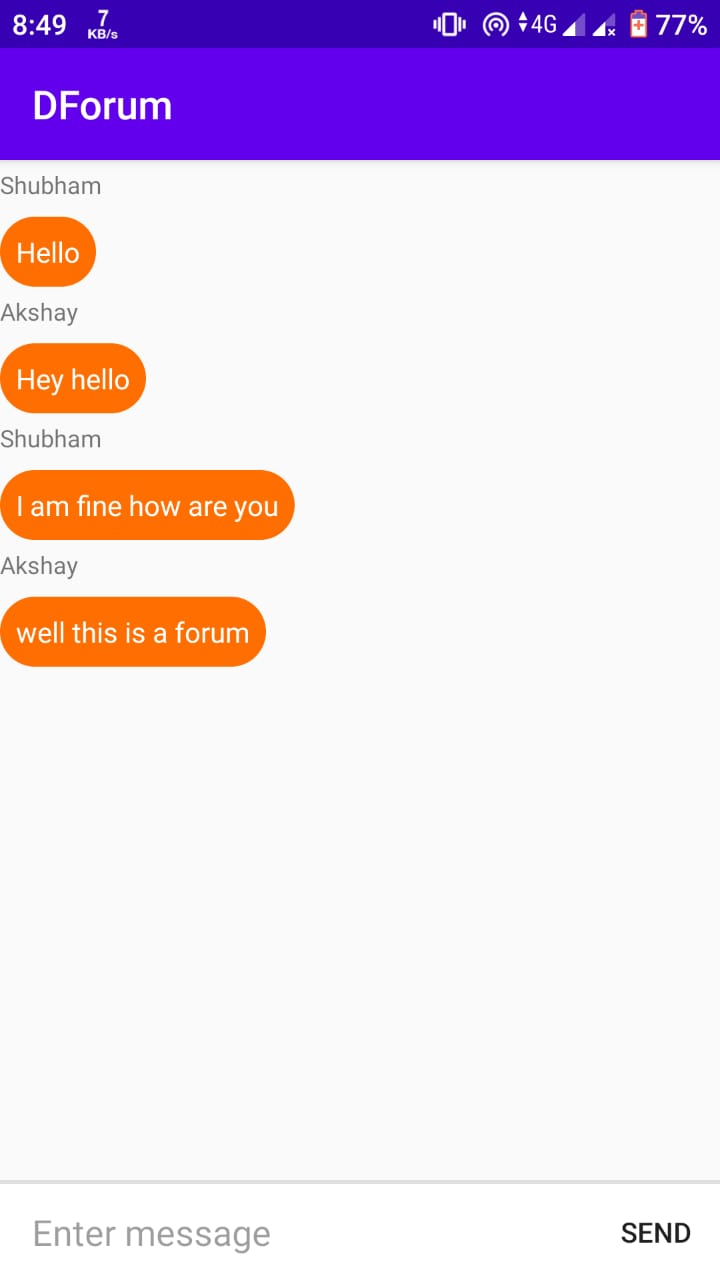 8:49 7 KB/s 4G 77%
DForum
Shubham
Hello
Akshay
Hey hello
Shubham
I am fine how are you
Akshay
well this is a forum
Enter message SEND